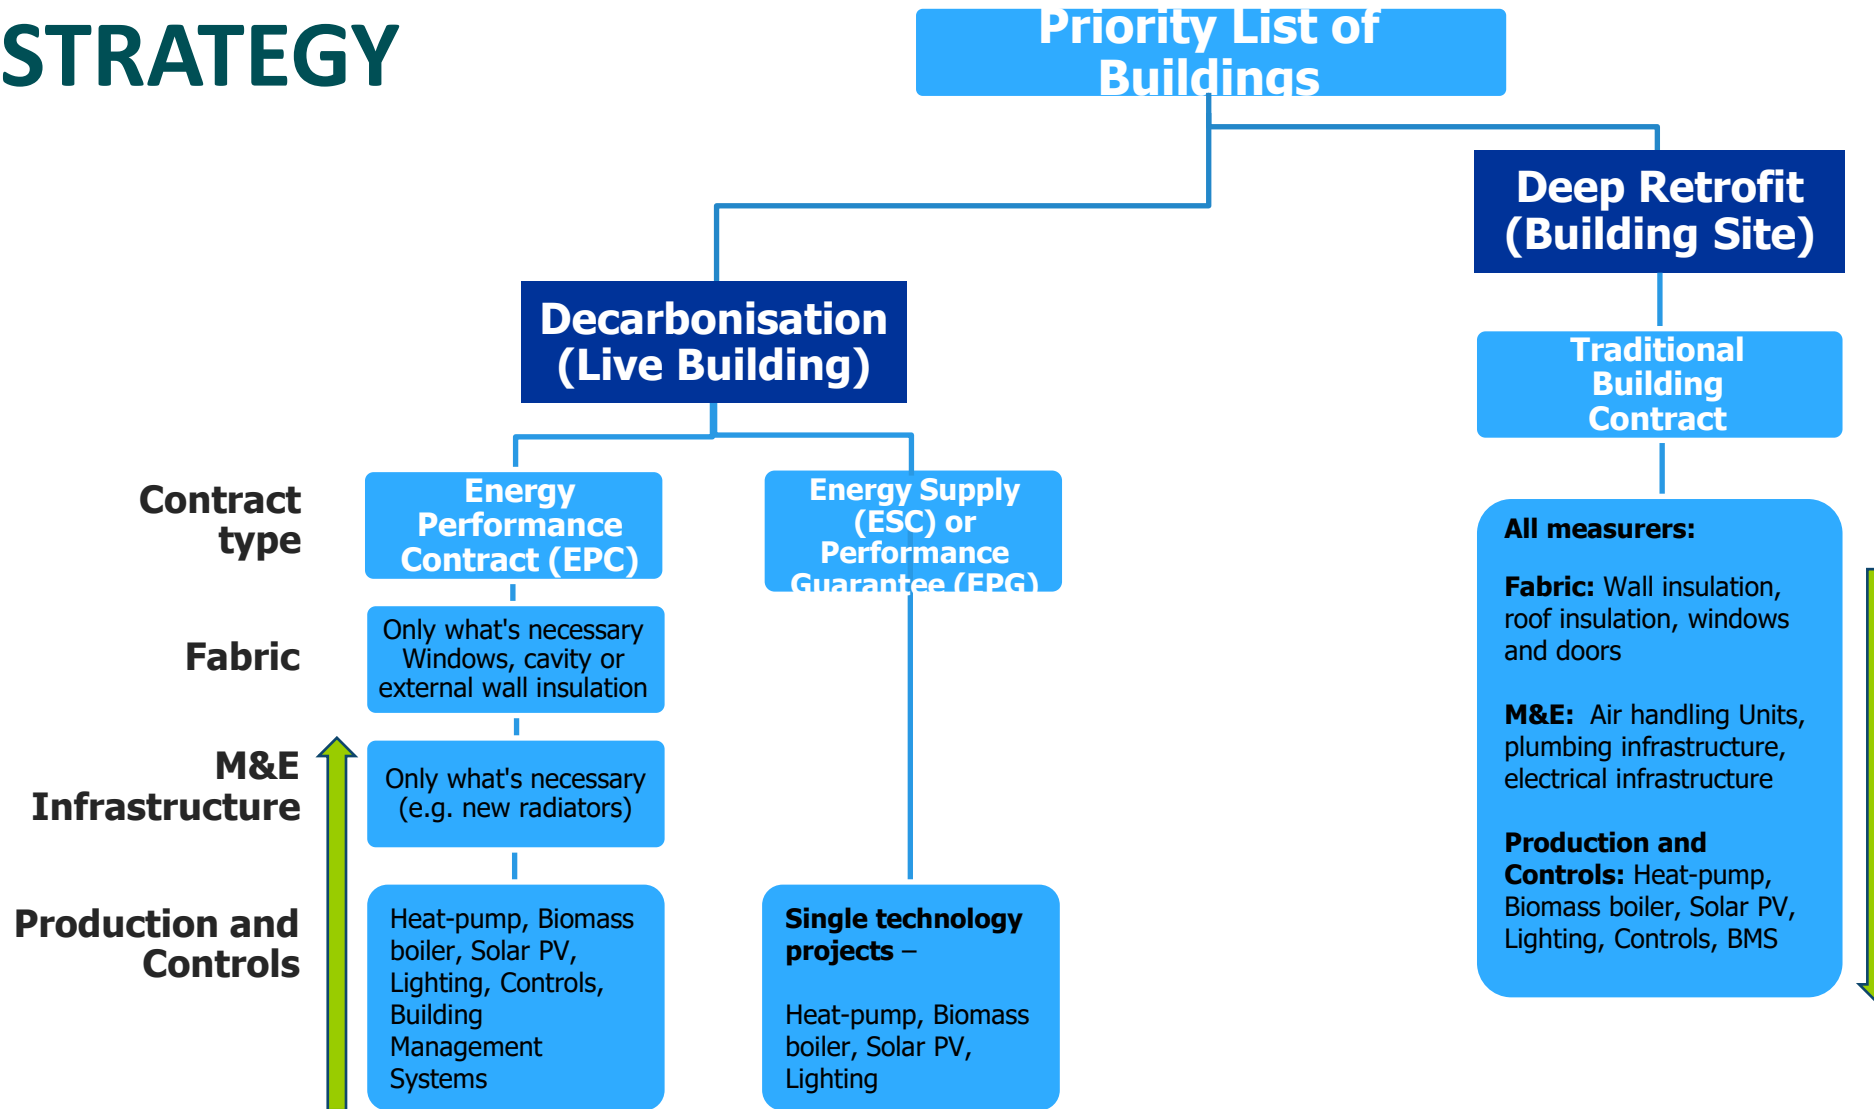 STRATEGY
Priority List of
Buildings
Deep Retrofit
(Building Site)
Decarbonisation
(Live Building)
Traditional
Building
Contract
Contract
type
Energy
Performance
Contract (EPC)
Energy Supply
(ESC) or
Performance
Guarantee (EPG)
Fabric
Only what's necessary
Windows, cavity or
external wall insulation
M&E
Infrastructure
Only what's necessary
(e.g. new radiators)
Production and
Controls
Heat-pump, Biomass
boiler, Solar PV,
Lighting, Controls,
Building
Management
Systems
Single technology
projects –
Heat-pump, Biomass
boiler, Solar PV,
Lighting
All measurers:
Fabric: Wall insulation,
roof insulation, windows
and doors
M&E: Air handling Units,
plumbing infrastructure,
electrical infrastructure
Production and
Controls: Heat-pump,
Biomass boiler, Solar PV,
Lighting, Controls, BMS